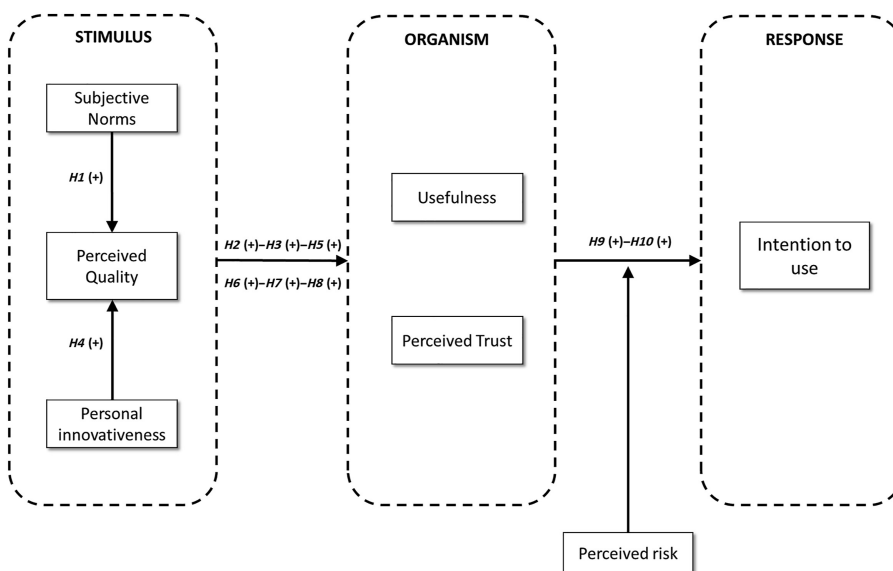 STIMULUS
ORGANISM
RESPONSE
Subjective
Norms
H1 (+)
Perceived
Quality
H4 (+)
Personal
innovativeness
H2 (+)–H3 (+)–H5 (+)
H6 (+)–H7 (+)–H8 (+)
Usefulness
Perceived Trust
H9 (+)–H10 (+)
Intention to
use
Perceived risk